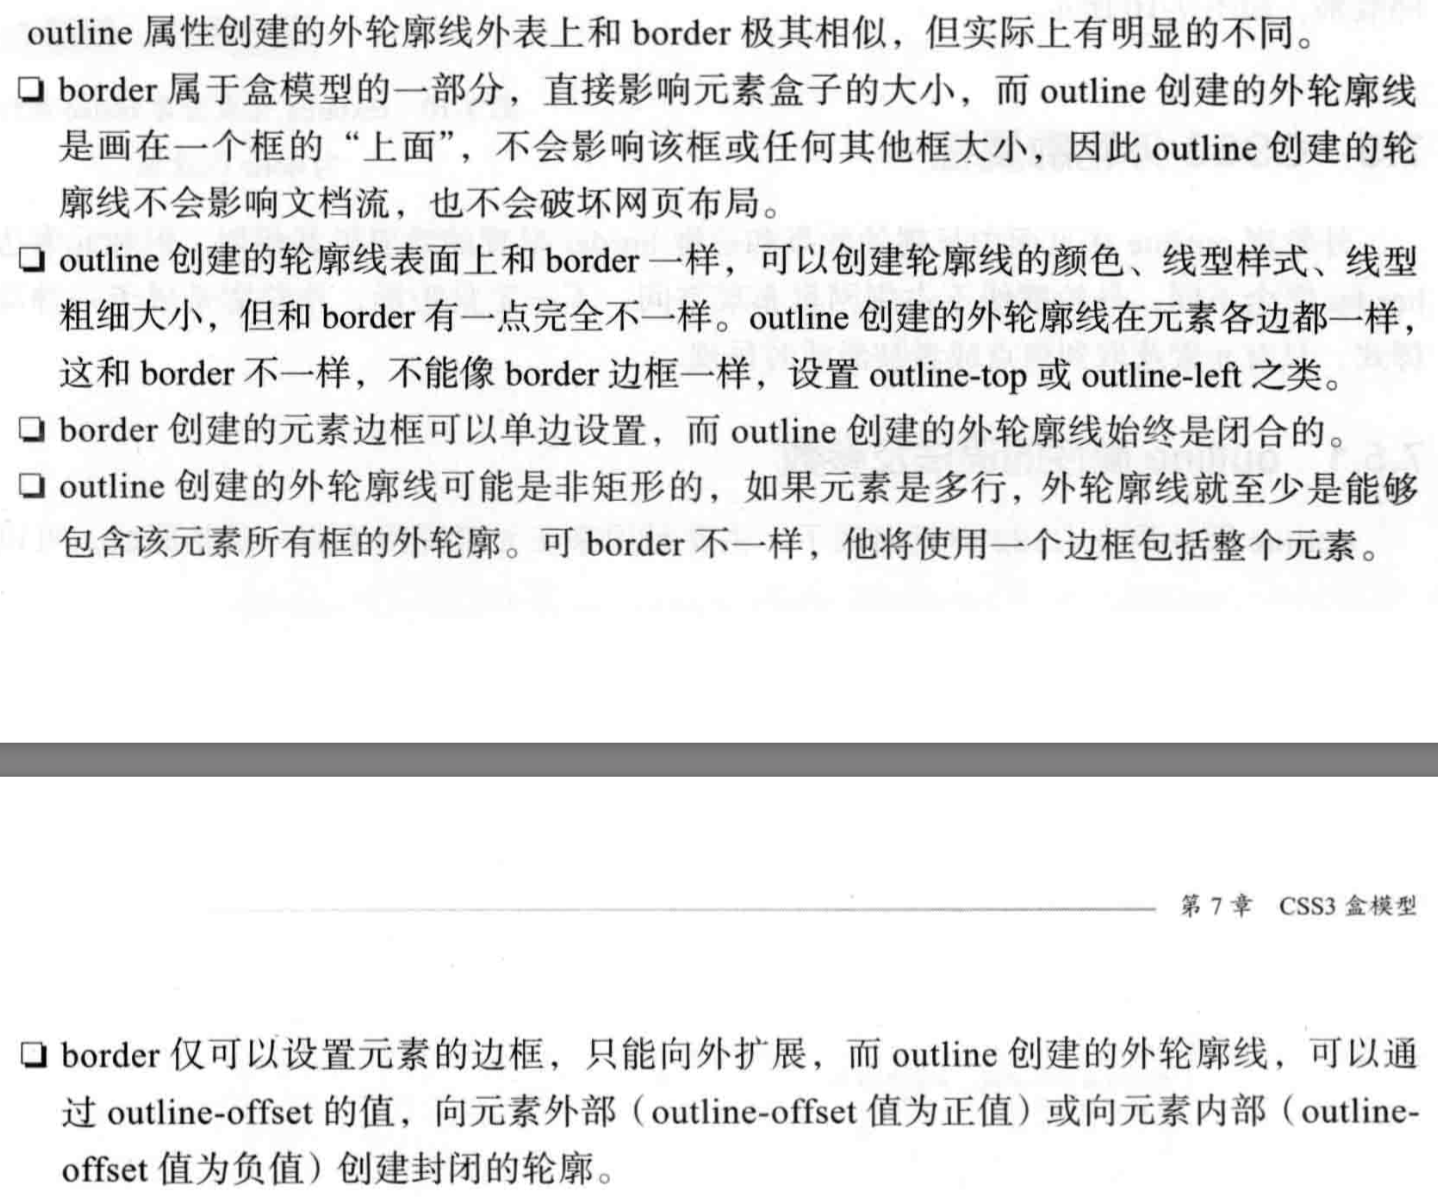 outline 属性创建的外轮廓线外表上和 border 极其相似，但实际上有明显的不同。
❏ border 属于盒模型的一部分，直接影响元素盒子的大小，而 outline 创建的外轮廓线
是画在一个框的“上面”，不会影响该框或任何其他框大小，因此 outline 创建的轮
廓线不会影响文档流，也不会破坏网页布局。
❏ outline 创建的轮廓线表面上和 border 一样，可以创建轮廓线的颜色、线型样式、线型
粗细大小，但和 border 有一点完全不一样。outline 创建的外轮廓线在元素各边都一样，
这和 border 不一样，不能像 border 边框一样，设置 outline-top 或 outline-left 之类。
❏ border 创建的元素边框可以单边设置，而 outline 创建的外轮廓线始终是闭合的。
❏ outline 创建的外轮廓线可能是非矩形的，如果元素是多行，外轮廓线就至少是能够
包含该元素所有框的外轮廓。可 border 不一样，他将使用一个边框包括整个元素。
第 7 章 CSS3 盒模型
❏ border 仅可以设置元素的边框，只能向外扩展，而 outline 创建的外轮廓线，可以通
过 outline-offset 的值，向元素外部（outline-offset 值为正值）或向元素内部（outline-
offset 值为负值）创建封闭的轮廓。